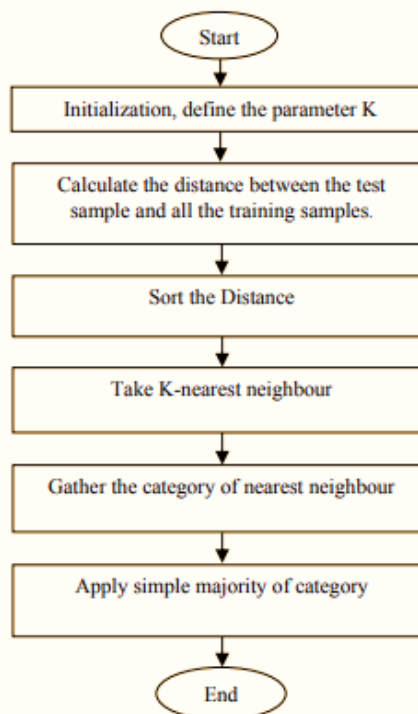 Start
Initialization, define the parameter K
Calculate the distance between the test
sample and all the training samples.
Sort the Distance
Take K-nearest neighbour
Gather the category of nearest neighbour
Apply simple majority of category
End